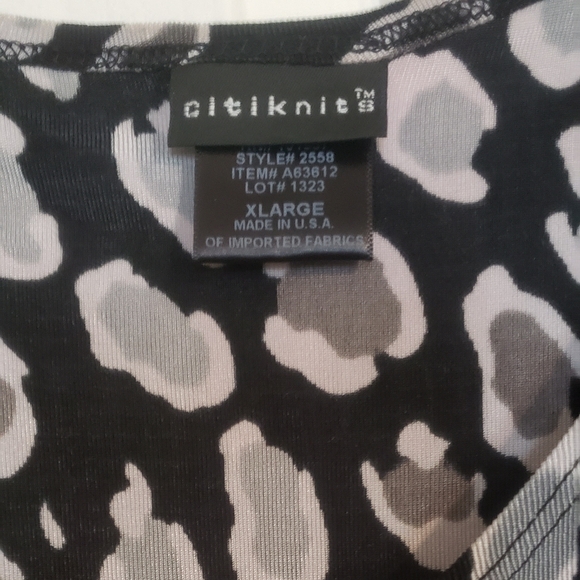 citiknits™
STYLE# 2558
ITEM# A63612
LOT# 1323
XLARGE
MADE IN U.S.A.
OF IMPORTED FABRICS